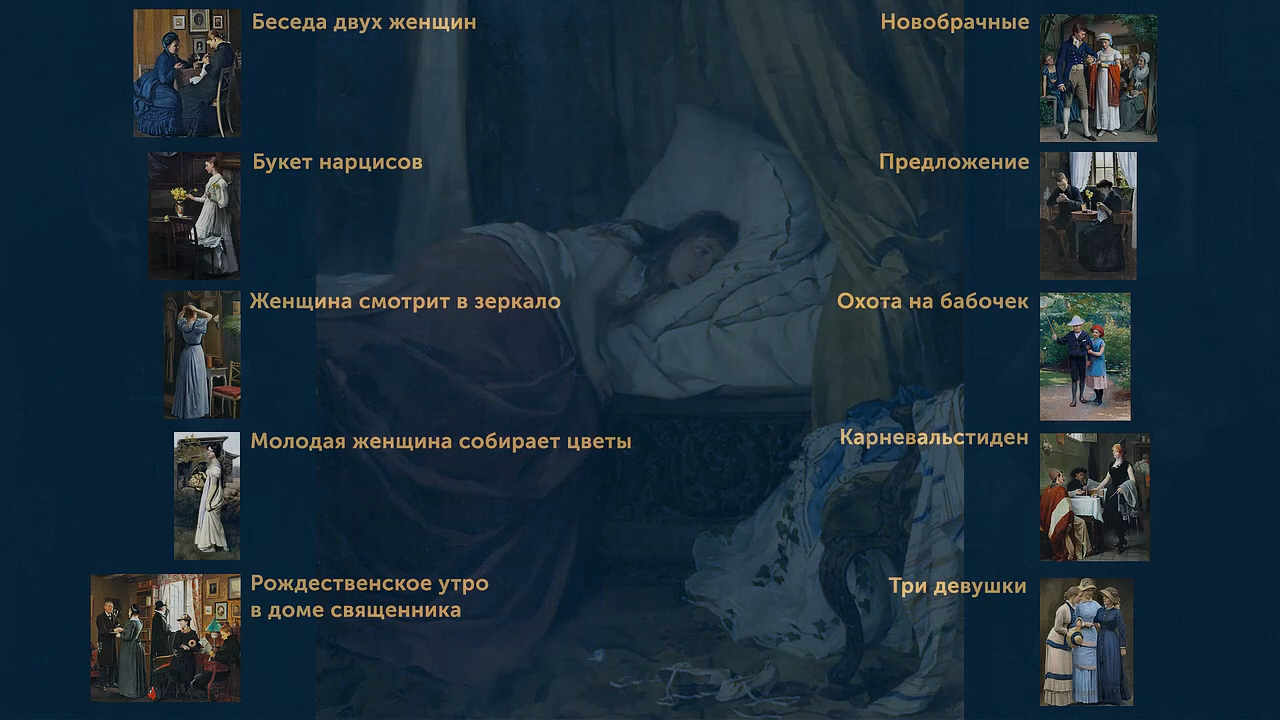 Беседа двух женщин
Букет нарцисов
Женщина смотрит в зеркало
Молодая женщина собирает цветы
Рождественское утро
в доме священника
Новобрачные
Предложение
Охота на бабочек
Карневальстиден
Три девушки